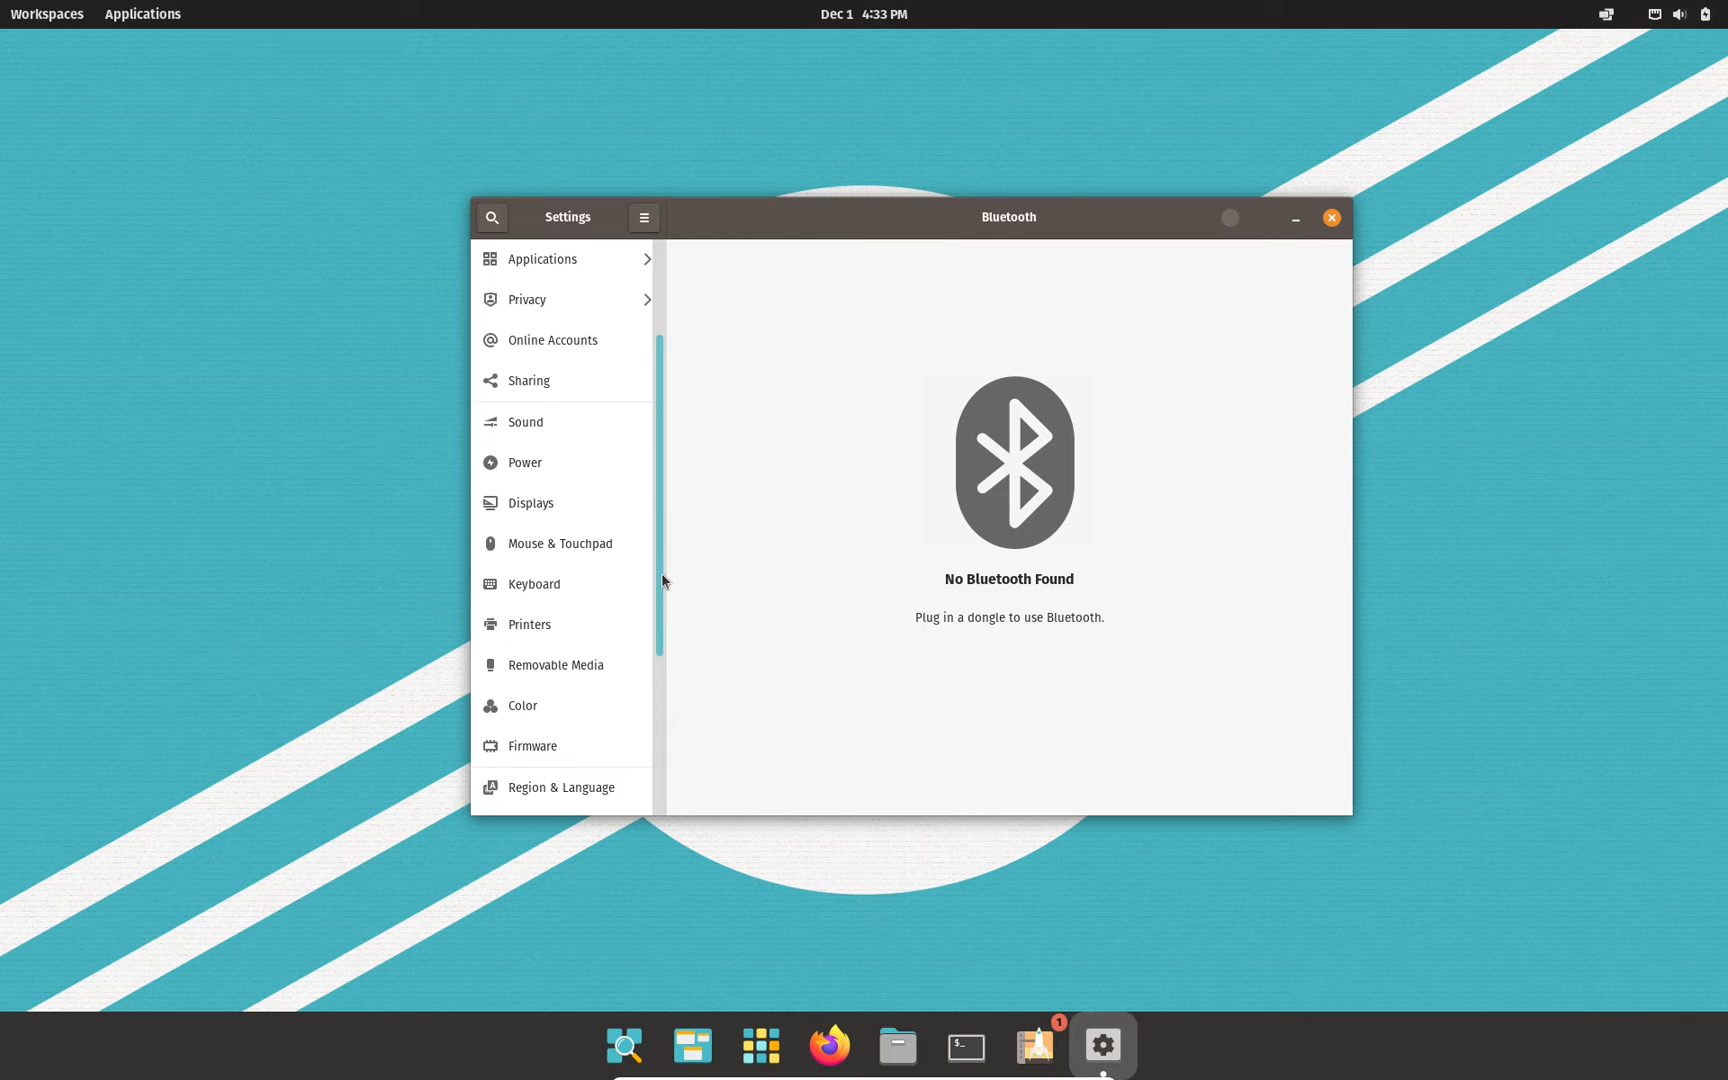 Workspaces Applications Dec 1 4:33 PM
Settings Bluetooth
Applications
Privacy
Online Accounts
Sharing
Sound
Power
Displays
Mouse & Touchpad
Keyboard
Printers
Removable Media
Color
Firmware
Region & Language
No Bluetooth Found
Plug in a dongle to use Bluetooth.
$_
1